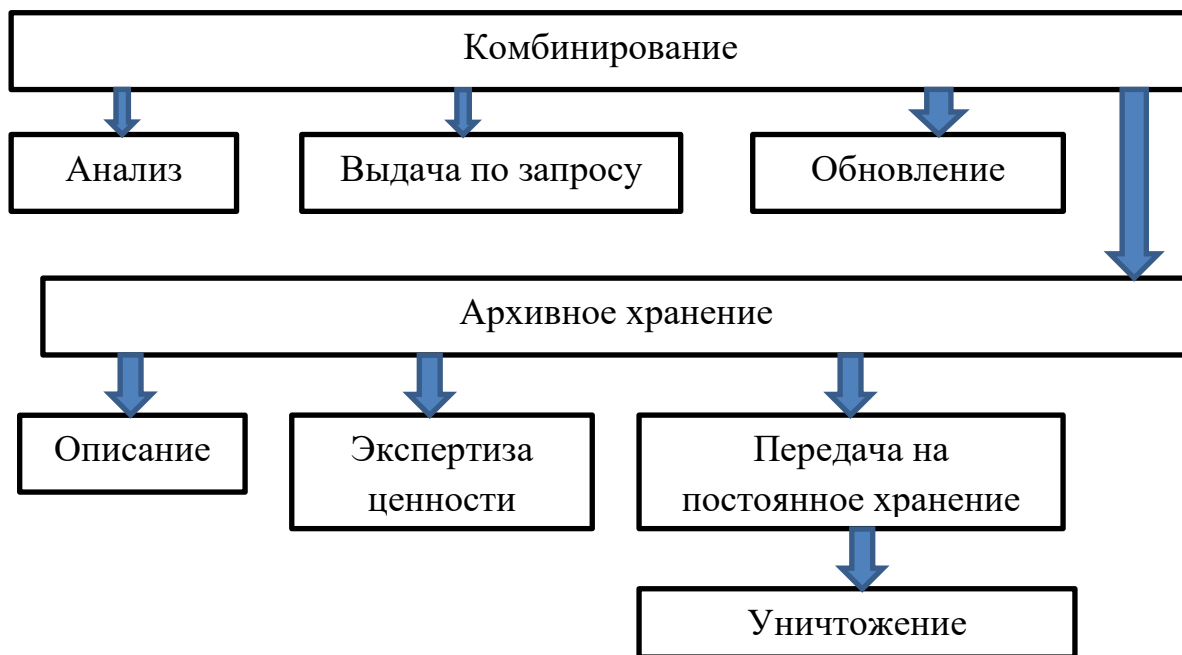 Комбинирование
Анализ
Выдача по запросу
Обновление
Архивное хранение
Описание
Экспертиза
ценности
Передача на
постоянное хранение
Уничтожение